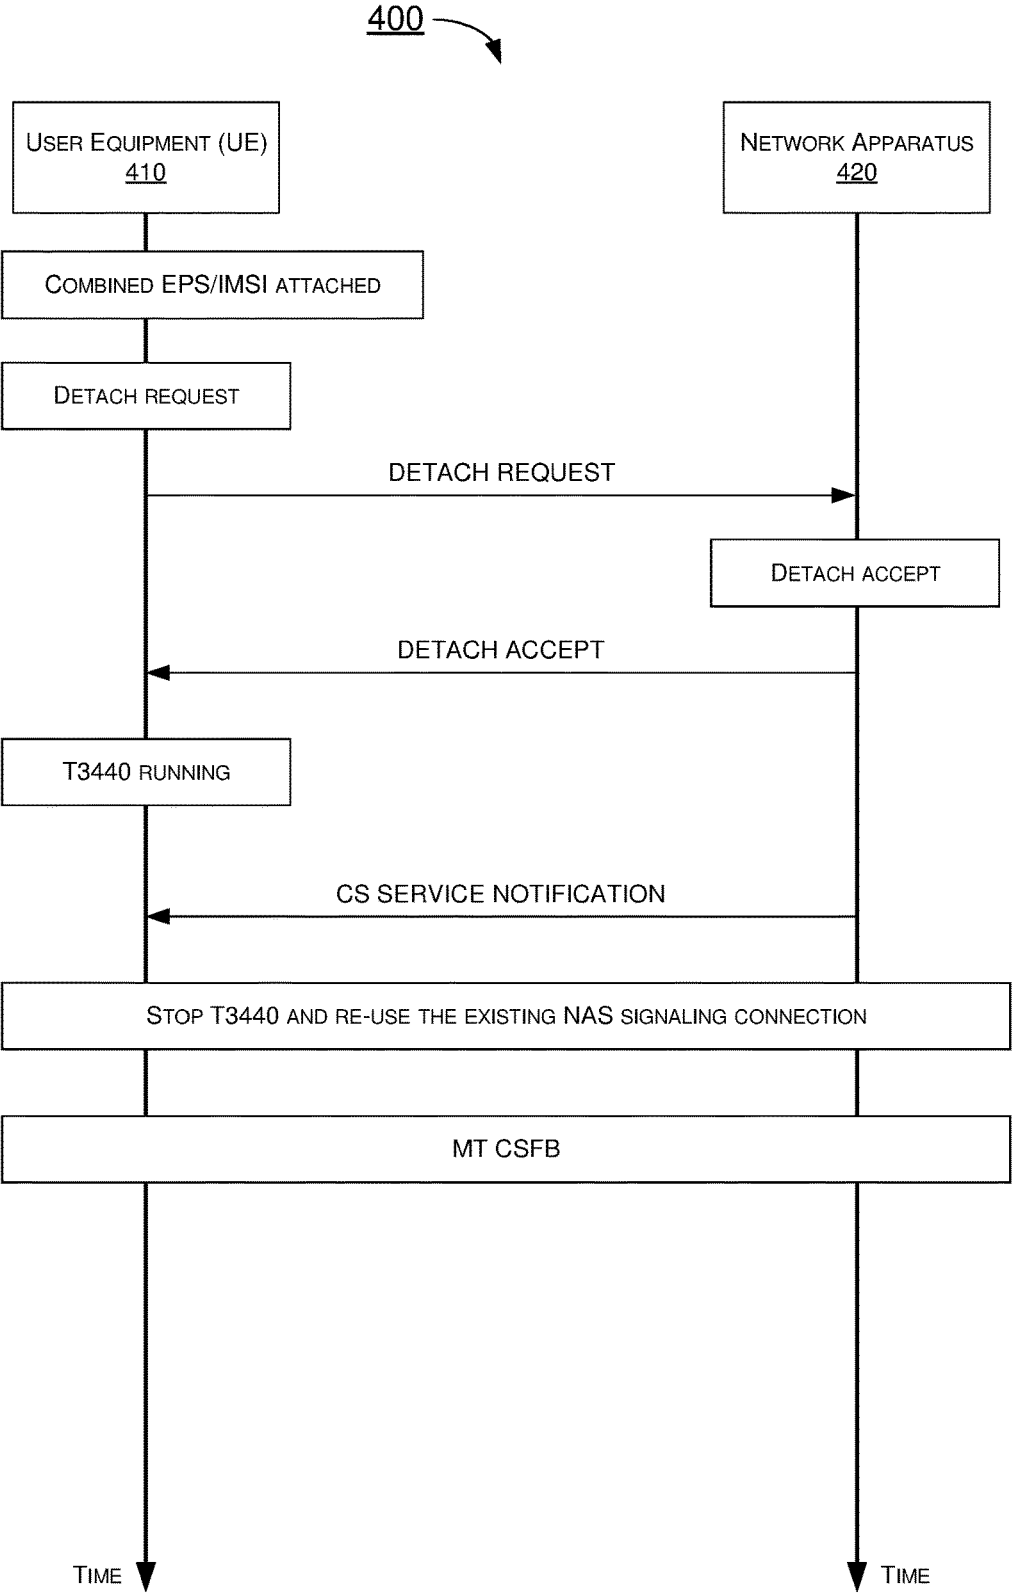 400
USER EQUIPMENT (UE)
410
NETWORK APPARATUS
420
COMBINED EPS/IMSI ATTACHED
DETACH REQUEST
DETACH REQUEST
DETACH ACCEPT
DETACH ACCEPT
T3440 RUNNING
CS SERVICE NOTIFICATION
STOP T3440 AND RE-USE THE EXISTING NAS SIGNALING CONNECTION
MT CSFB
TIME
TIME